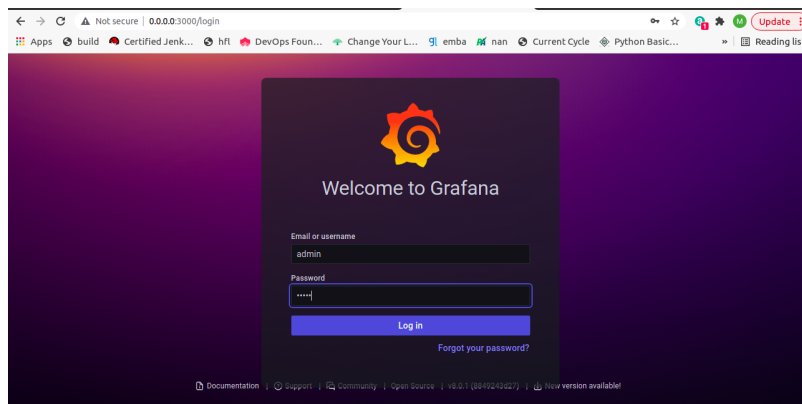 Not secure | 0.0.0.0:3000/login
M Update
Apps build Certified Jenk... hfl DevOps Foun... Change Your L... emba nan Current Cycle Python Basic... » Reading lis
Welcome to Grafana
Email or username
admin
Password
•••••
Log in
Forgot your password?
Documentation | Support | Community | Open Source | v8.0.1 (8849243d27) | New version available!